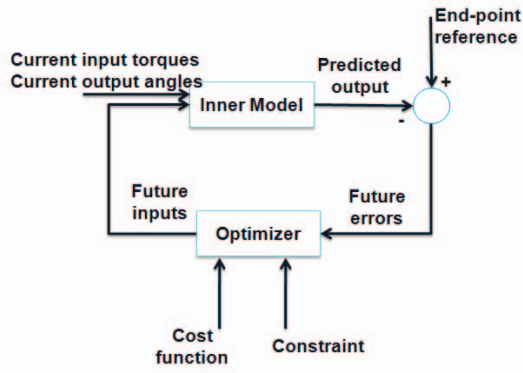 End-point
reference
Current input torques
Current output angles
Predicted
output
+
Inner Model
-
Future
inputs
Future
errors
Optimizer
Cost
function
Constraint